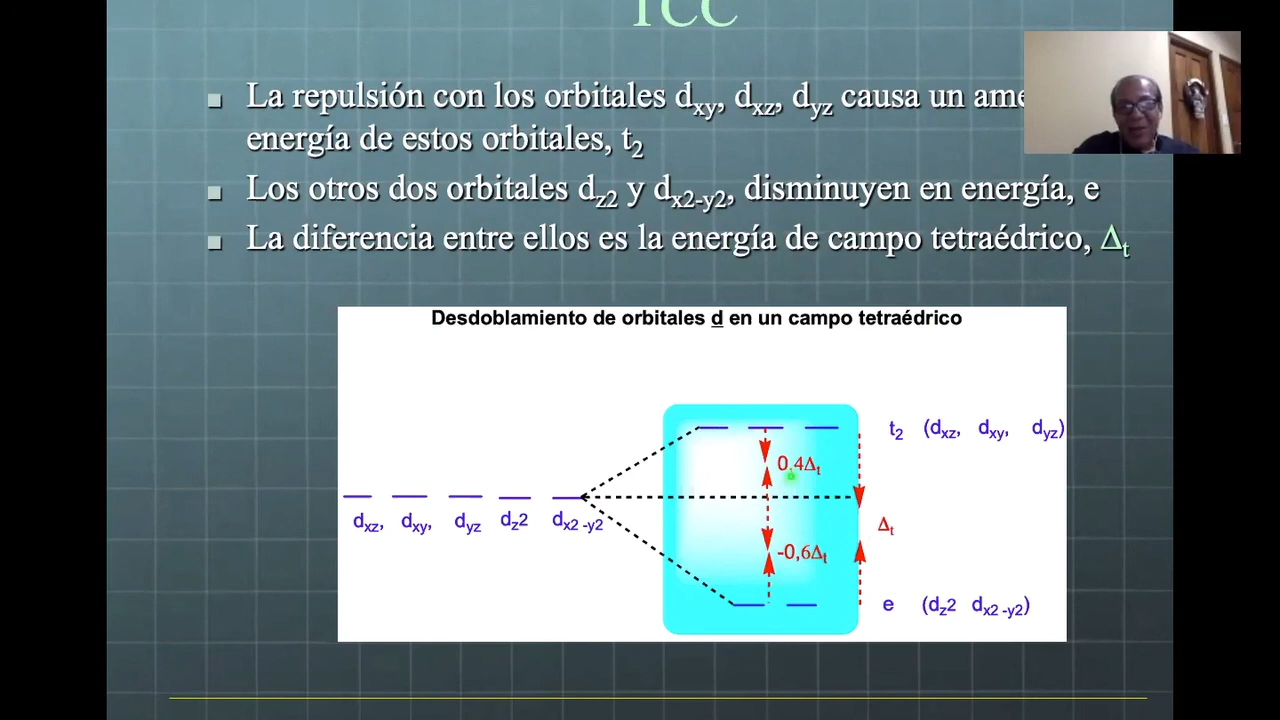 TCC
La repulsión con los orbitales dxy, dxz, dyz causa un
energía de estos orbitales, t2
Los otros dos orbitales dz2 y dx2-y2, disminuyen en energía, e
La diferencia entre ellos es la energía de campo tetraédrico, Δt
Desdoblamiento de orbitales d en un campo tetraédrico
t2 (dxz, dxy, dyz)
0,4Δt
dxz, dxy, dyz dz2 dx2-y2
Δt
-0,6Δt
e (dz2 dx2-y2)